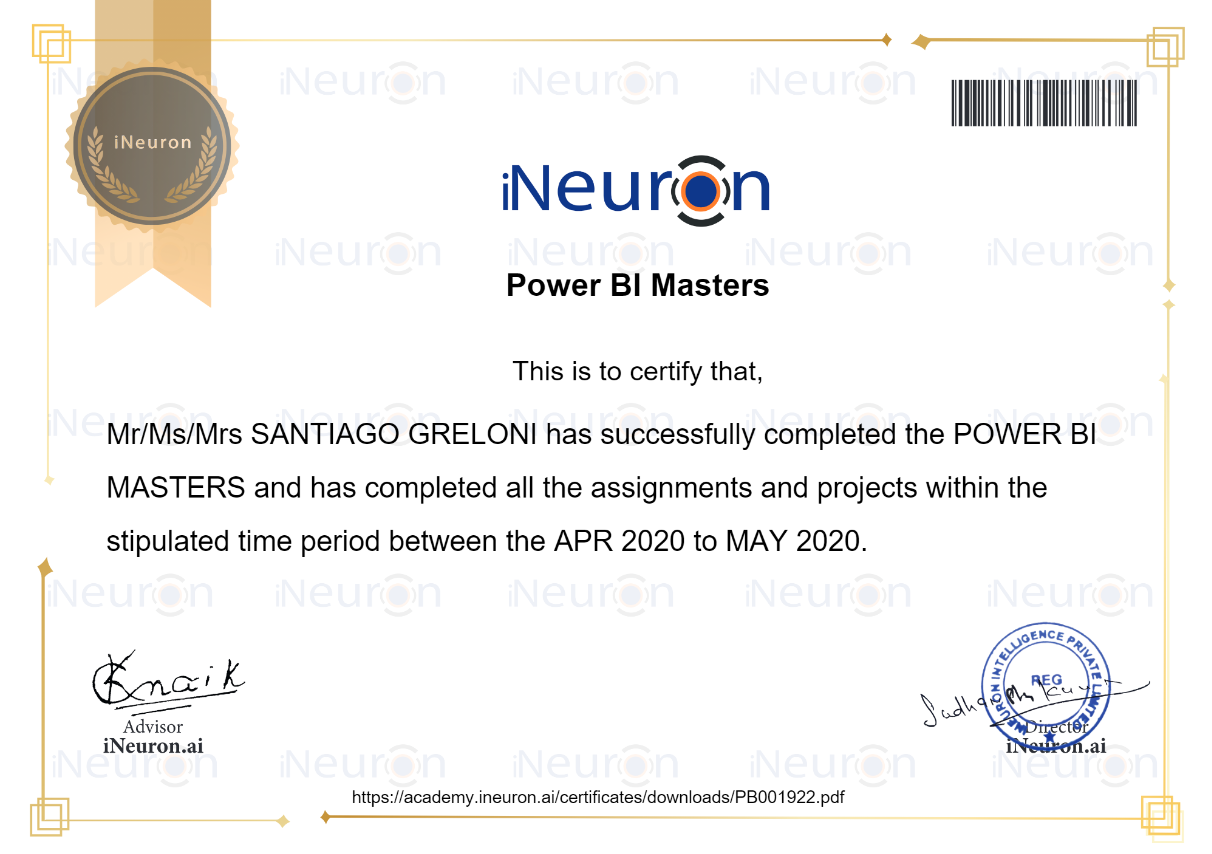 iNeuron
iNeuron
Power BI Masters
This is to certify that,
Mr/Ms/Mrs SANTIAGO GRELONI has successfully completed the POWER BI
MASTERS and has completed all the assignments and projects within the
stipulated time period between the APR 2020 to MAY 2020.
Knaik
Advisor
iNeuron.ai
INEURON INTELLIGENCE PRIVATE LIMITED
REG
Director
iNeuron.ai
https://academy.ineuron.ai/certificates/downloads/PB001922.pdf